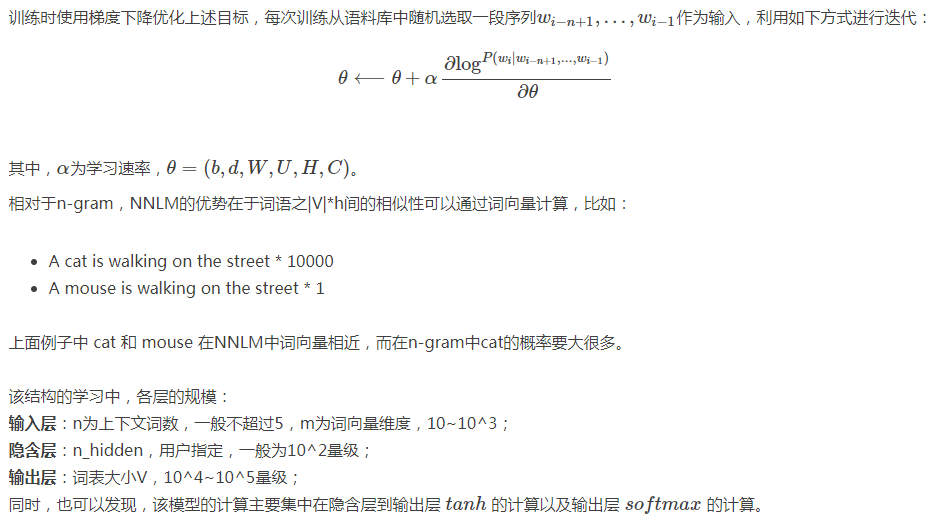 训练时使用梯度下降优化上述目标，每次训练从语料库中随机选取一段序列$w_{i-n+1},\ldots,w_{i-1}$作为输入，利用如下方式进行迭代：
$\theta \longleftarrow \theta + \alpha \frac{\partial \log^{P(w_i|w_{i-n+1},\ldots,w_{i-1})}}{\partial \theta}$
其中，$\alpha$为学习速率，$\theta = (b, d, W, U, H, C)$。
相对于n-gram，NNLM的优势在于词语之|V|*h间的相似性可以通过词向量计算，比如：
• A cat is walking on the street * 10000
• A mouse is walking on the street * 1
上面例子中 cat 和 mouse 在NNLM中词向量相近，而在n-gram中cat的概率要大很多。
该结构的学习中，各层的规模：
输入层：n为上下文词数，一般不超过5，m为词向量维度，10~10^3；
隐含层：n_hidden，用户指定，一般为10^2量级；
输出层：词表大小V，10^4~10^5量级；
同时，也可以发现，该模型的计算主要集中在隐含层到输出层 tanh 的计算以及输出层 softmax 的计算。